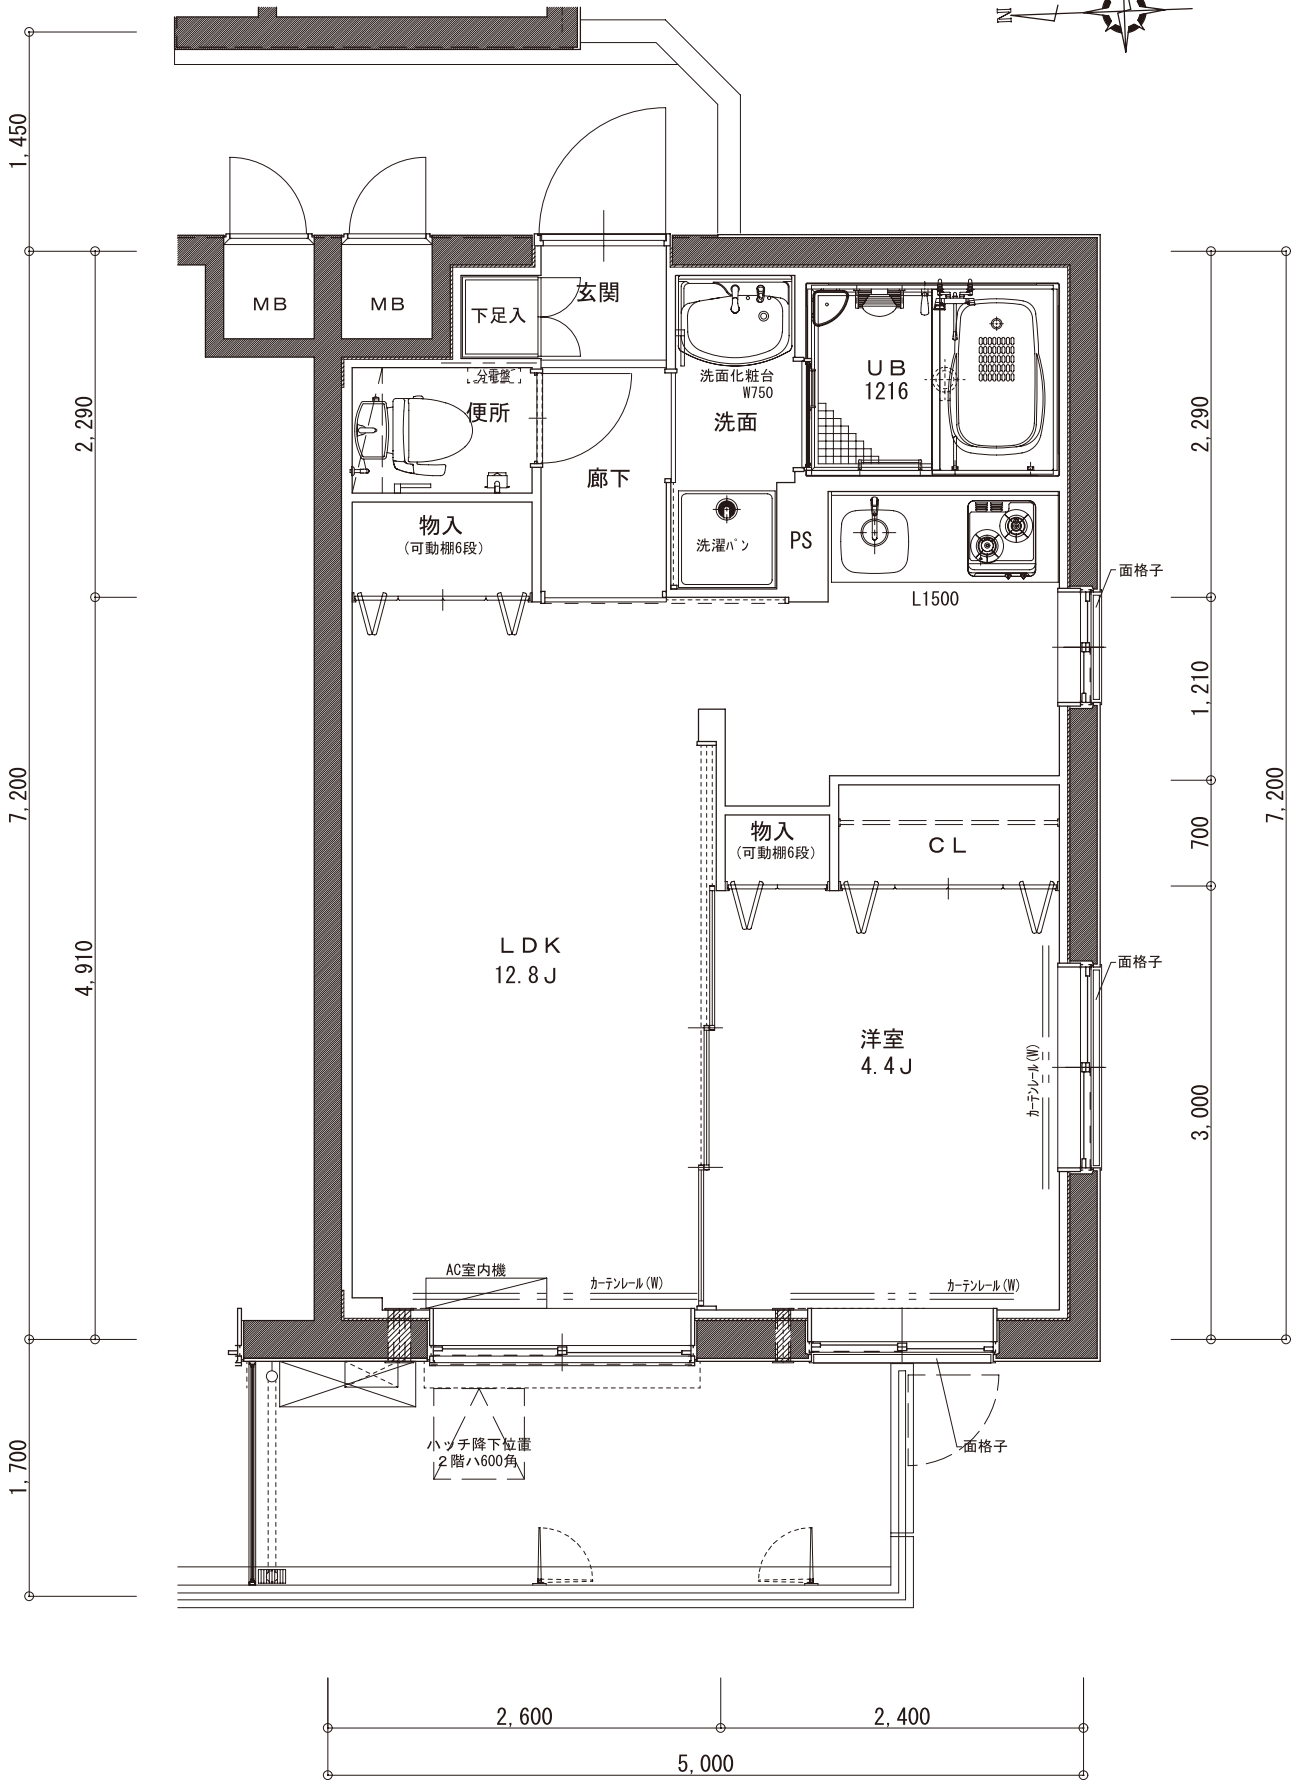 N
1,450
MB
MB
下足入
玄関
分電盤
便所
洗面化粧台
W750
洗面
UB
1216
2,290
2,290
廊下
物入
(可動棚6段)
洗濯パン
PS
L1500
面格子
1,210
7,200
7,200
700
物入
(可動棚6段)
CL
LDK
12.8J
4,910
面格子
洋室
4.4J
カーテンレール(W)
3,000
AC室内機
カーテンレール(W)
カーテンレール(W)
ハッチ降下位置
2階ハ600角
面格子
1,700
2,600
2,400
5,000